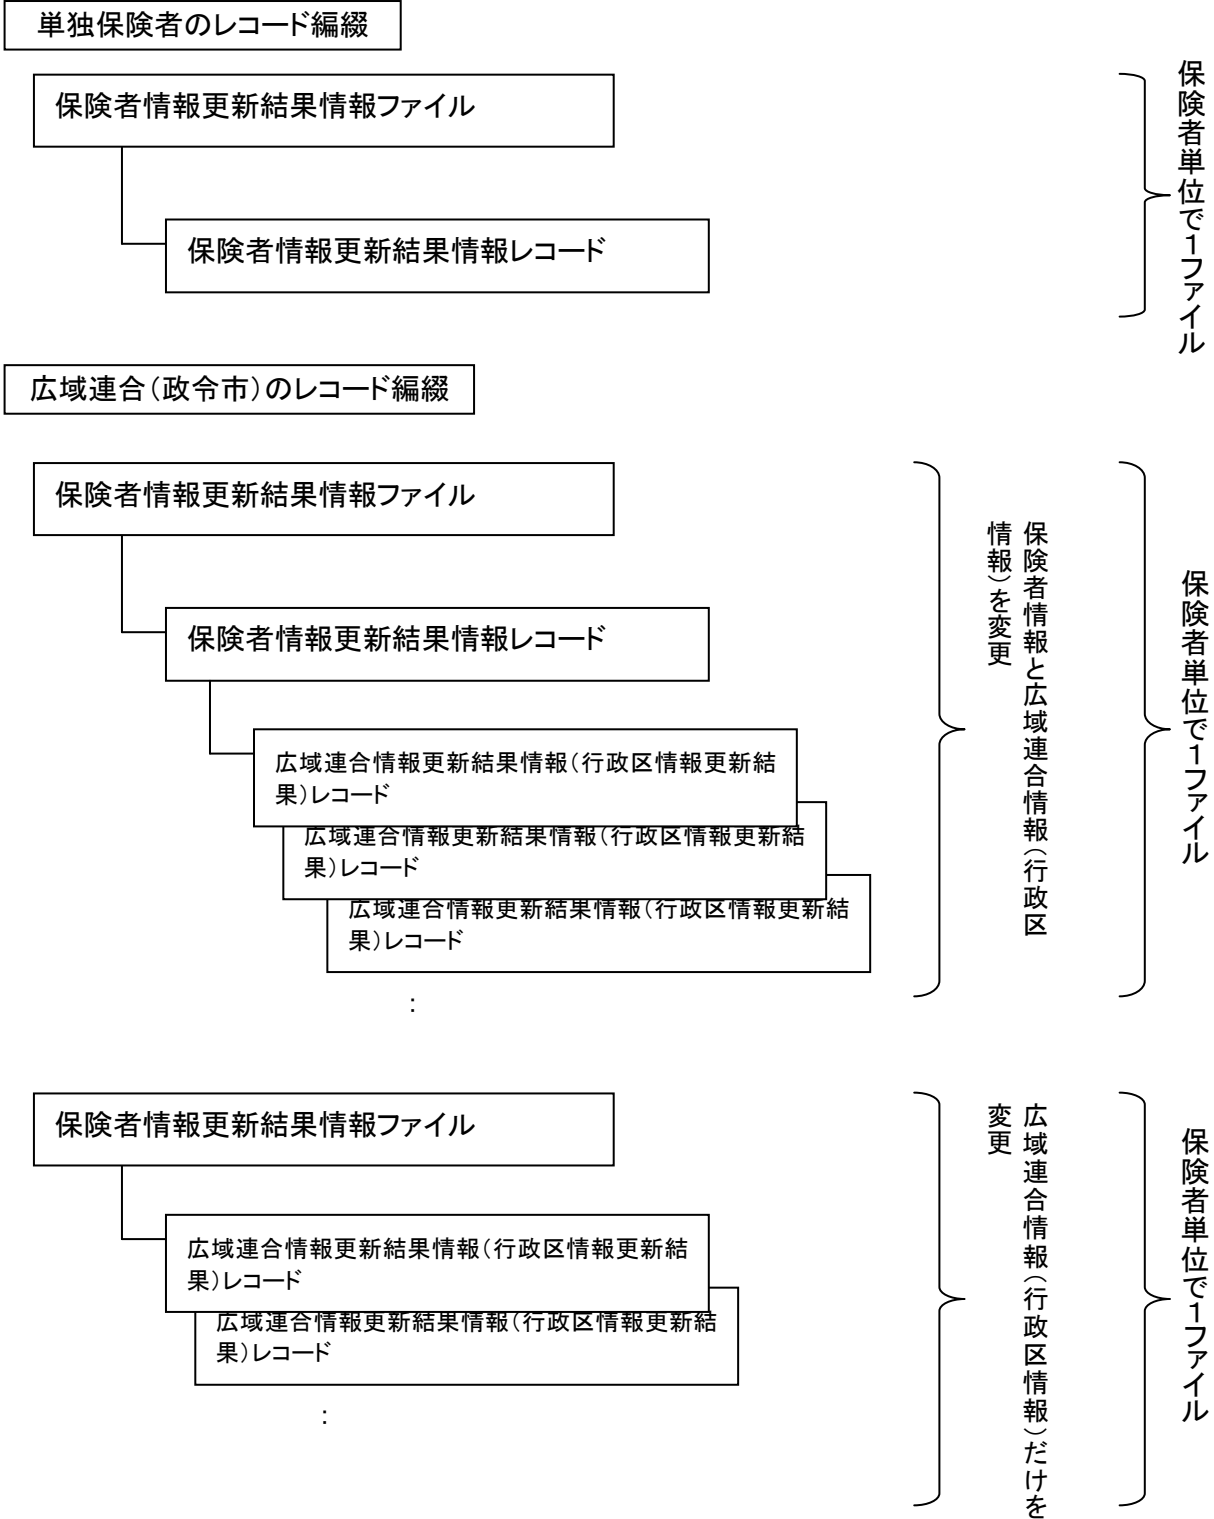 単独保険者のレコード編綴
保険者情報更新結果情報ファイル
保険者情報更新結果情報レコード
保険者単位で1ファイル
広域連合(政令市)のレコード編綴
保険者情報更新結果情報ファイル
保険者情報更新結果情報レコード
広域連合情報更新結果情報(行政区情報更新結
果)レコード
広域連合情報更新結果情報(行政区情報更新結
果)レコード
広域連合情報更新結果情報(行政区情報更新結
果)レコード
:
保険者情報と広域連合情報(行政区
情報)を変更
保険者単位で1ファイル
保険者情報更新結果情報ファイル
広域連合情報更新結果情報(行政区情報更新結
果)レコード
広域連合情報更新結果情報(行政区情報更新結
果)レコード
:
広域連合情報(行政区情報)だけを
変更
保険者単位で1ファイル